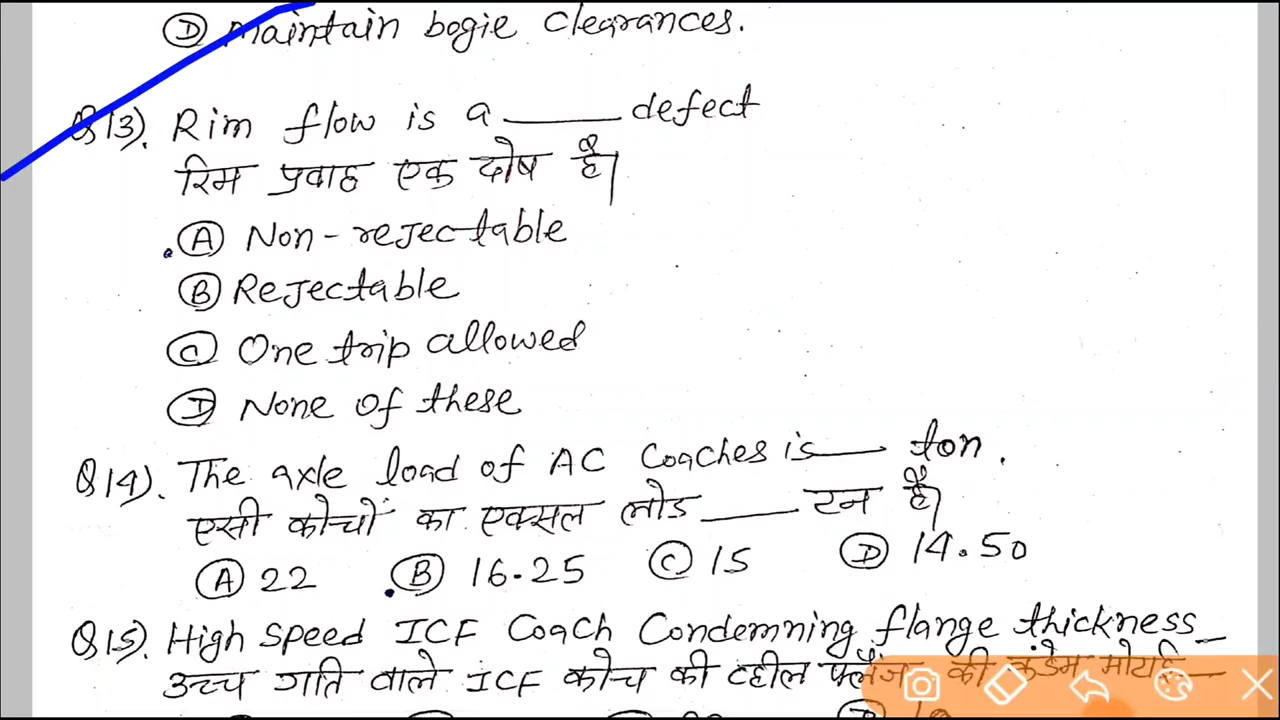 Ⓓ maintain bogie clearances.
Q13). Rim flow is a ____ defect
रिम प्रवाह एक दोष है।
Ⓐ Non-rejectable
Ⓑ Rejectable
Ⓒ One trip allowed
Ⓓ None of these
Q14). The axle load of AC Coaches is ___ ton.
एसी कोचों का एक्सल लोड ____ टन है।
Ⓐ 22 Ⓑ 16.25 Ⓒ 15 Ⓓ 14.50
Q15). High Speed ICF Coach Condemning flange thickness _
उच्च गति वाले ICF कोच की व्हील फ्लैंज की कंडेम मोटाई __